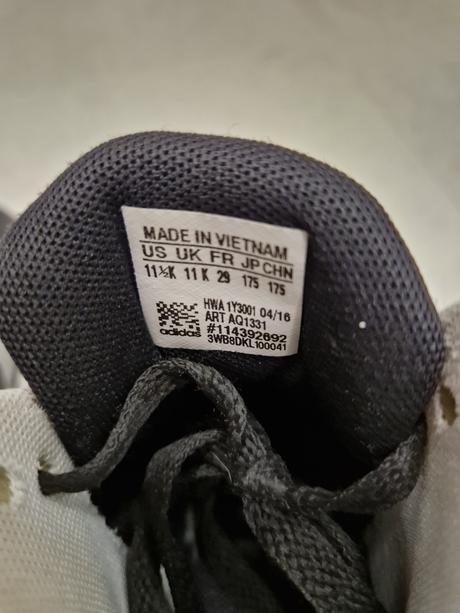 MADE IN VIETNAM
US UK FR JP CHN
11½K 11 K 29 175 175
HWA 1Y3001 04/16
ART AQ1331
#114392692
adidas 3WB8DKL100041